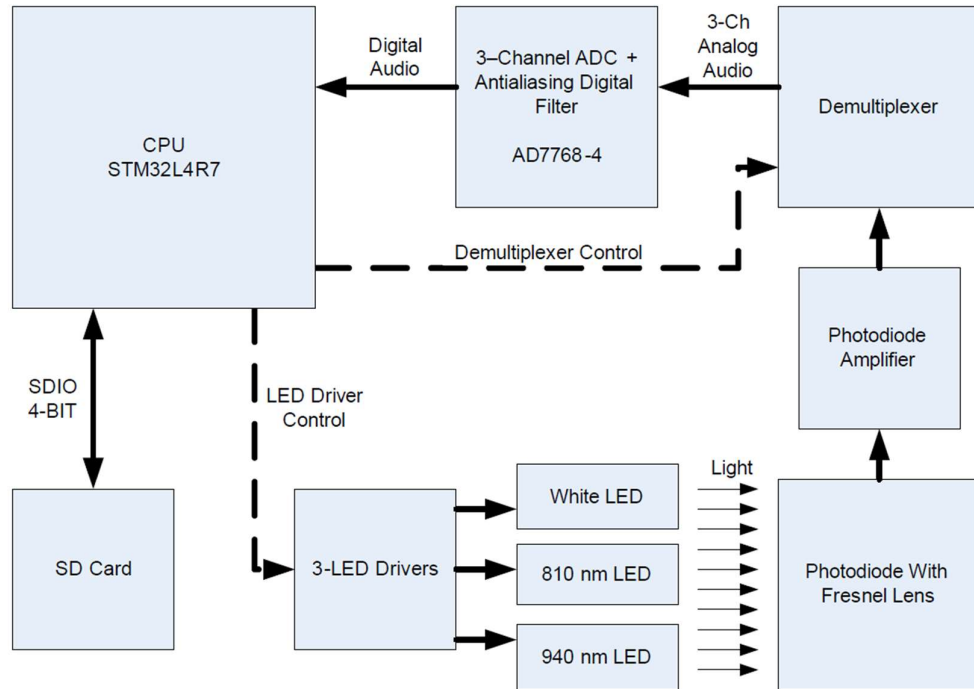 CPU
STM32L4R7
Digital
Audio
3–Channel ADC +
Antialiasing Digital
Filter
AD7768-4
3-Ch
Analog
Audio
Demultiplexer
Demultiplexer Control
Photodiode
Amplifier
SDIO
4-BIT
LED Driver
Control
SD Card
3-LED Drivers
White LED
810 nm LED
940 nm LED
Light
Photodiode With
Fresnel Lens